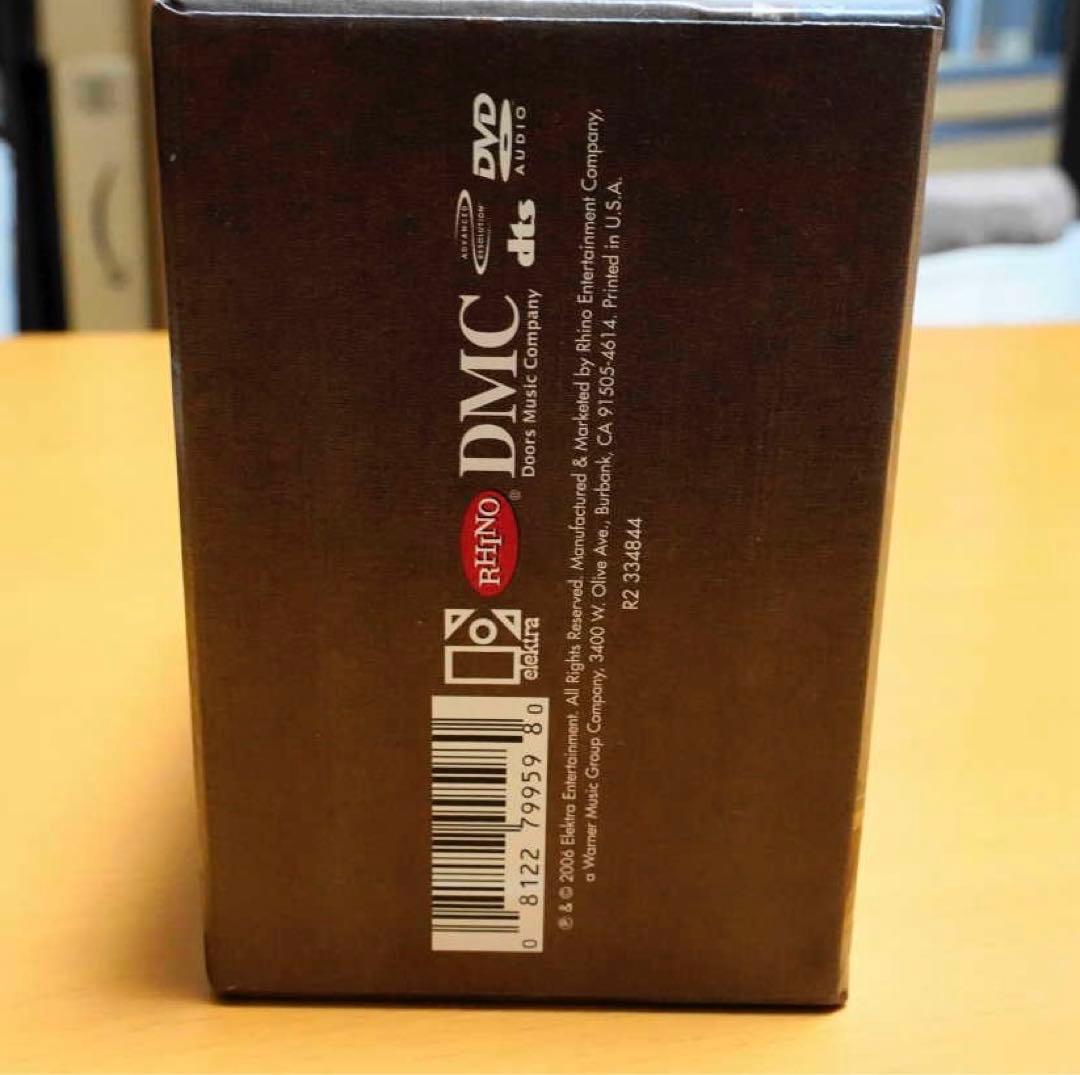 0 8122 79959 8 0
elektra
RHINO®
DMC
Doors Music Company
ADVANCED
RESOLUTION
dts
DVD
AUDIO
℗ & © 2006 Elektra Entertainment. All Rights Reserved. Manufactured & Marketed by Rhino Entertainment Company,
a Warner Music Group Company, 3400 W. Olive Ave., Burbank, CA 91505-4614. Printed in U.S.A.
R2 334844